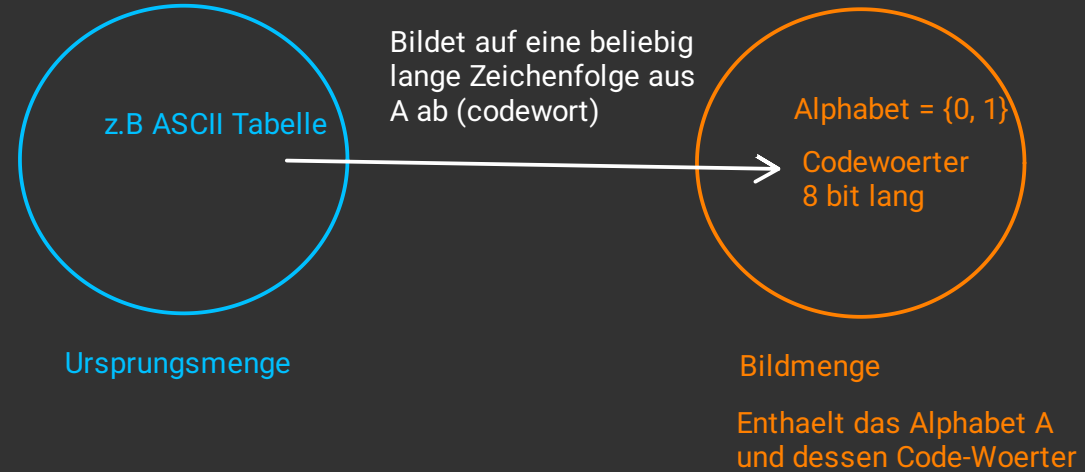 Bildet auf eine beliebig
lange Zeichenfolge aus
A ab (codewort)
z.B ASCII Tabelle
Alphabet = {0, 1}
Codewoerter
8 bit lang
Ursprungsmenge
Bildmenge
Enthaelt das Alphabet A
und dessen Code-Woerter